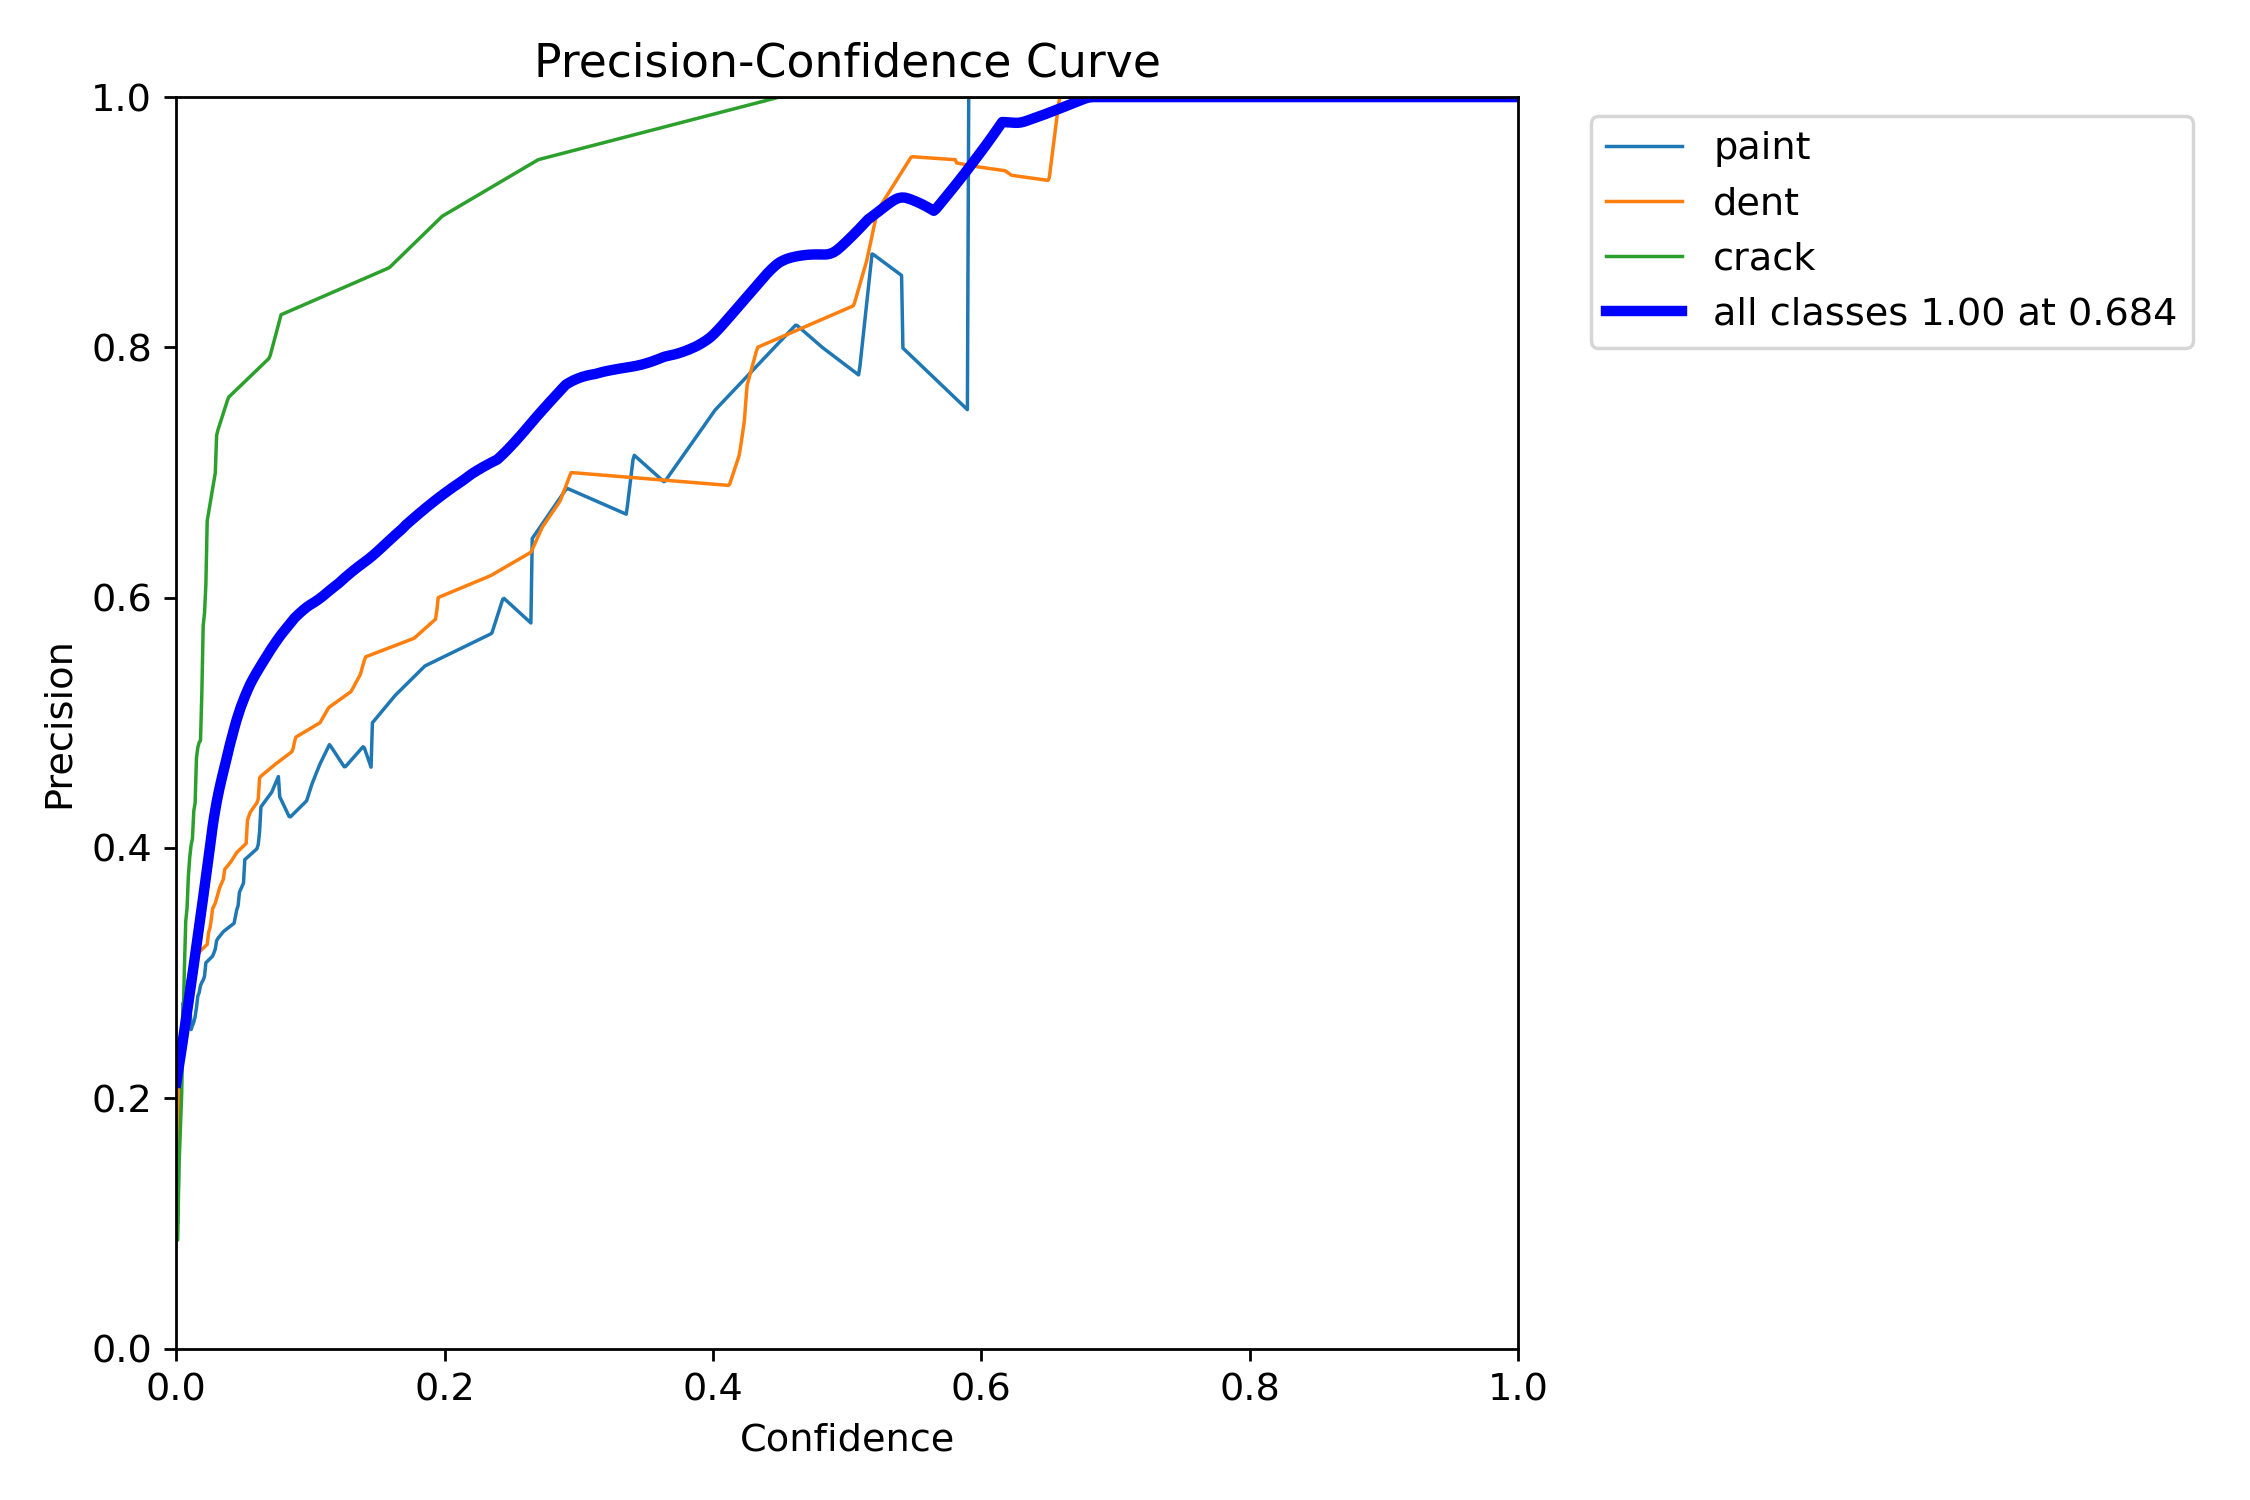 Precision-Confidence Curve
1.0
0.8
0.6
0.4
0.2
0.0
Precision
0.0 0.2 0.4 0.6 0.8 1.0
Confidence
paint
dent
crack
all classes 1.00 at 0.684